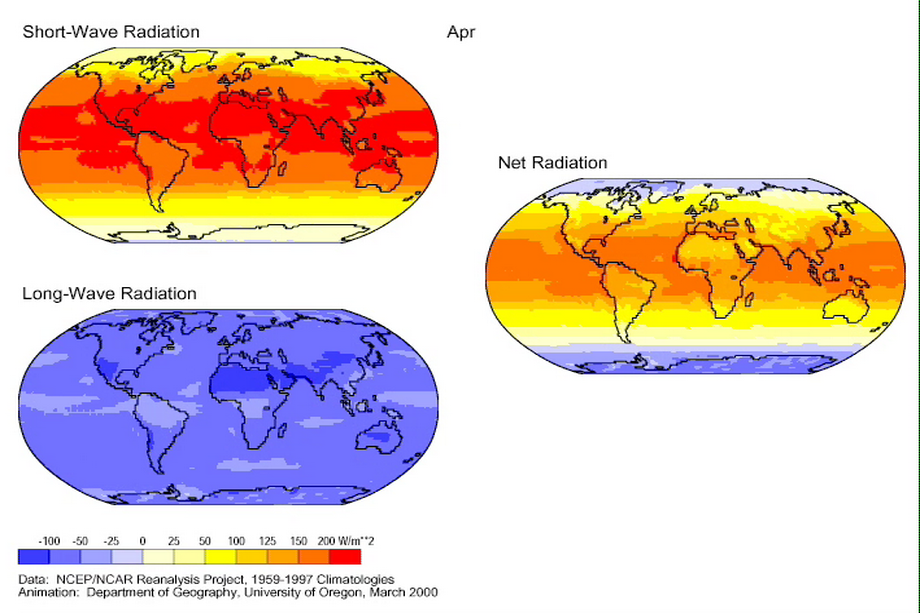 Short-Wave Radiation
Apr
Net Radiation
Long-Wave Radiation
-100 -50 -25 0 25 50 100 125 150 200 W/m**2
Data: NCEP/NCAR Reanalysis Project, 1959-1997 Climatologies
Animation: Department of Geography, University of Oregon, March 2000